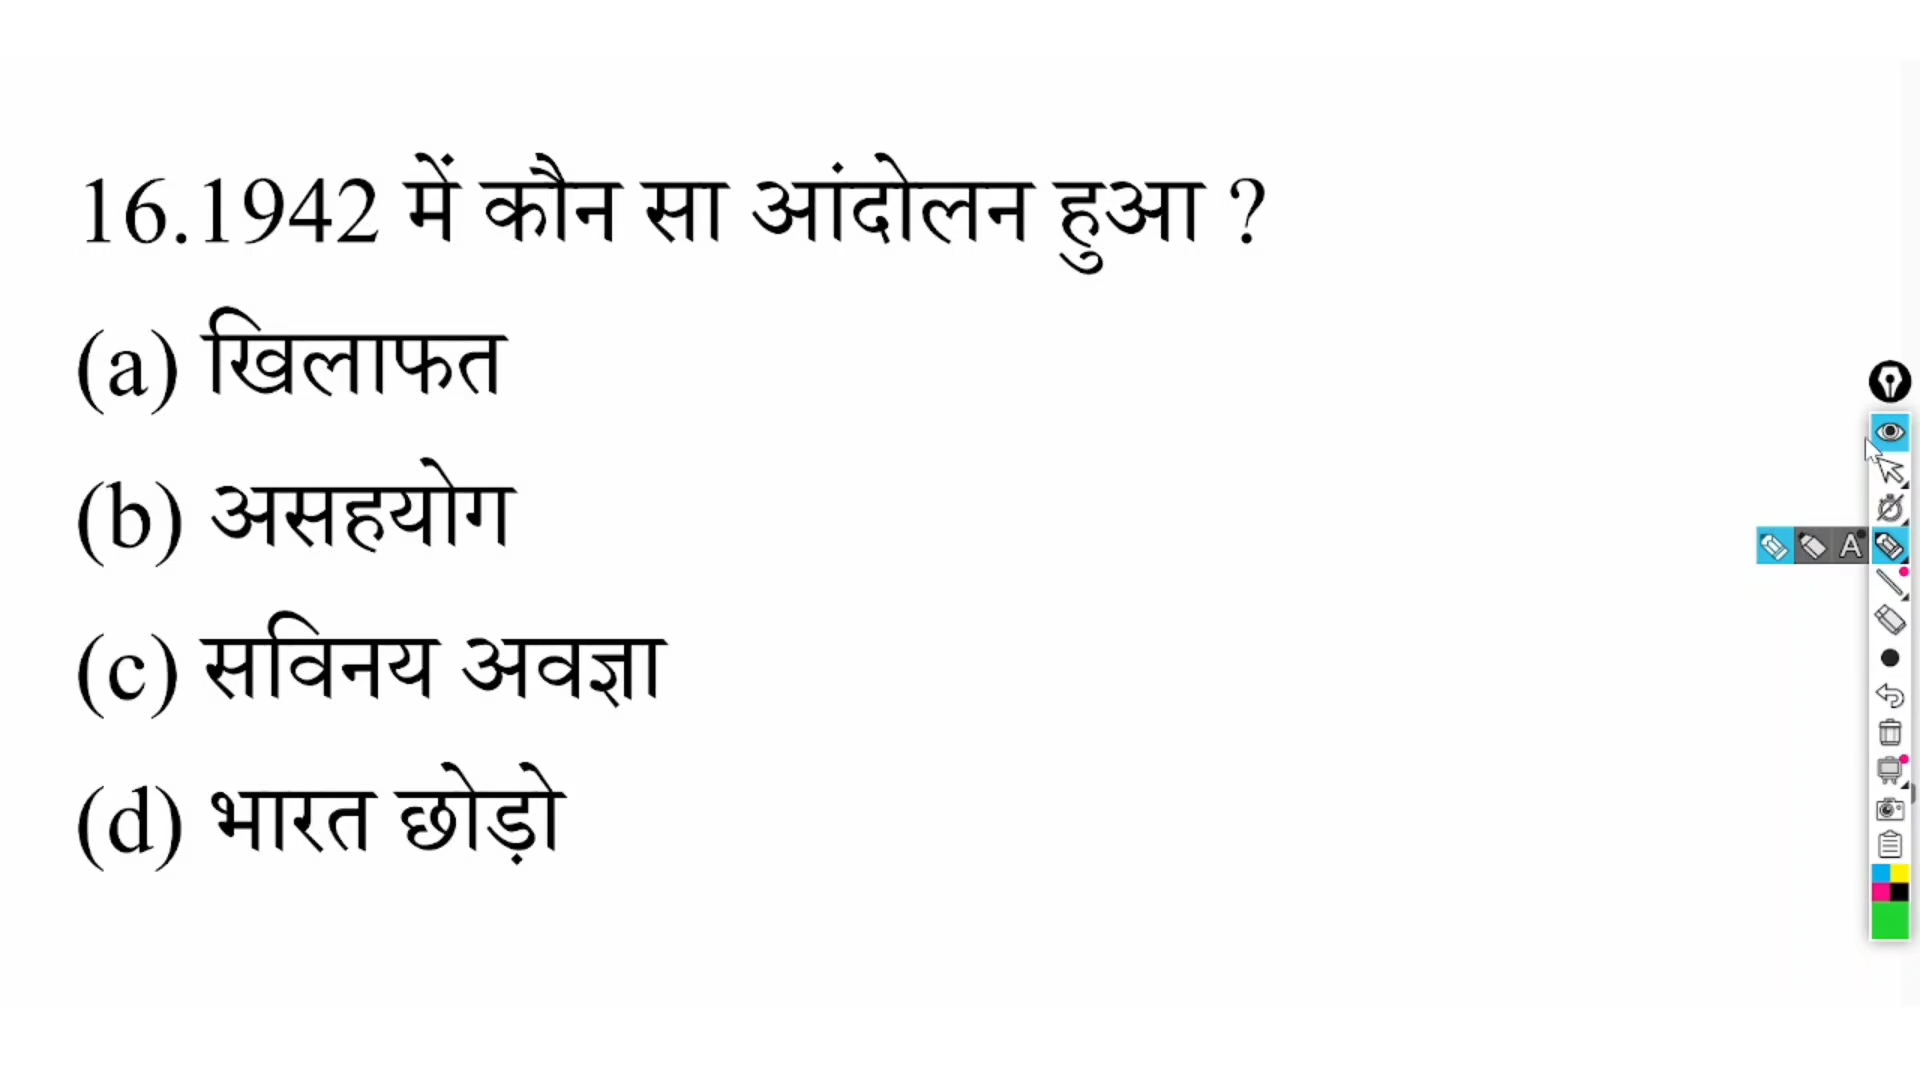 16.1942 में कौन सा आंदोलन हुआ ?
(a) खिलाफत
(b) असहयोग
(c) सविनय अवज्ञा
(d) भारत छोड़ो
A